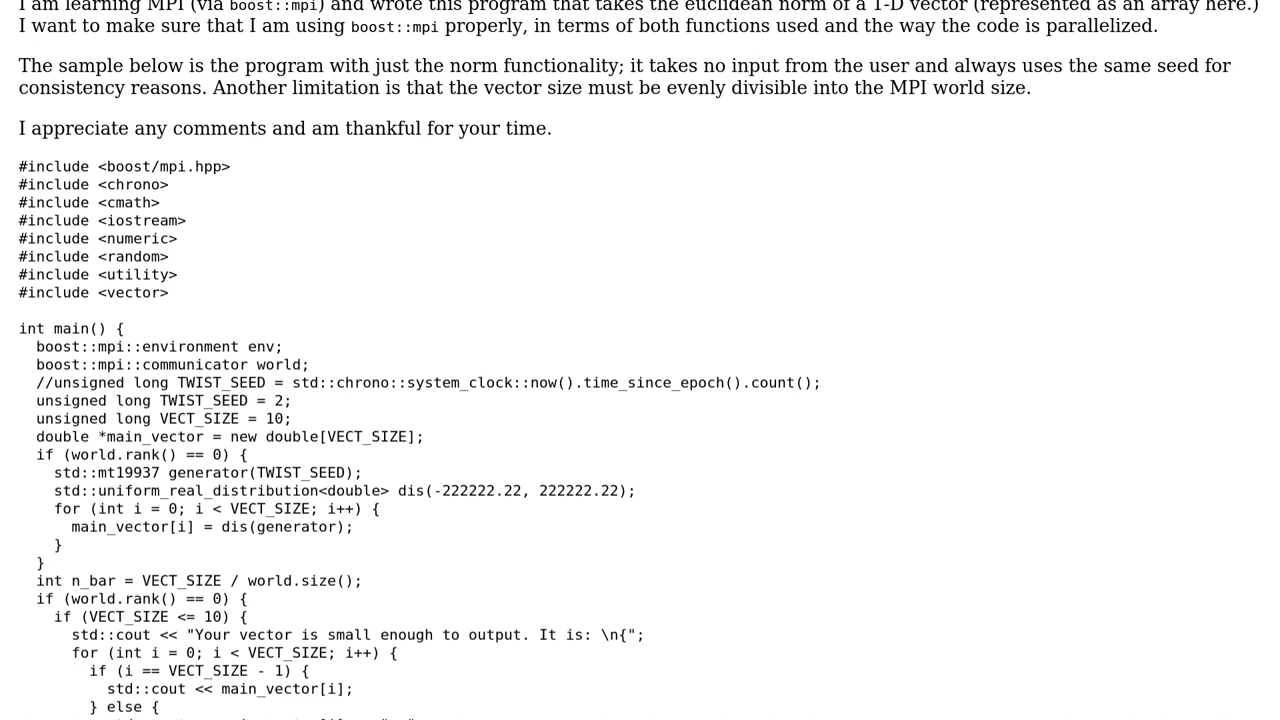 I am learning MPI (via boost::mpi) and wrote this program that takes the euclidean norm of a 1-D vector (represented as an array here.)
I want to make sure that I am using boost::mpi properly, in terms of both functions used and the way the code is parallelized.
The sample below is the program with just the norm functionality; it takes no input from the user and always uses the same seed for
consistency reasons. Another limitation is that the vector size must be evenly divisible into the MPI world size.
I appreciate any comments and am thankful for your time.
#include <boost/mpi.hpp>
#include <chrono>
#include <cmath>
#include <iostream>
#include <numeric>
#include <random>
#include <utility>
#include <vector>
int main() {
  boost::mpi::environment env;
  boost::mpi::communicator world;
  //unsigned long TWIST_SEED = std::chrono::system_clock::now().time_since_epoch().count();
  unsigned long TWIST_SEED = 2;
  unsigned long VECT_SIZE = 10;
  double *main_vector = new double[VECT_SIZE];
  if (world.rank() == 0) {
    std::mt19937 generator(TWIST_SEED);
    std::uniform_real_distribution<double> dis(-222222.22, 222222.22);
    for (int i = 0; i < VECT_SIZE; i++) {
      main_vector[i] = dis(generator);
    }
  }
  int n_bar = VECT_SIZE / world.size();
  if (world.rank() == 0) {
    if (VECT_SIZE <= 10) {
      std::cout << "Your vector is small enough to output. It is: \n{";
      for (int i = 0; i < VECT_SIZE; i++) {
        if (i == VECT_SIZE - 1) {
          std::cout << main_vector[i];
        } else {